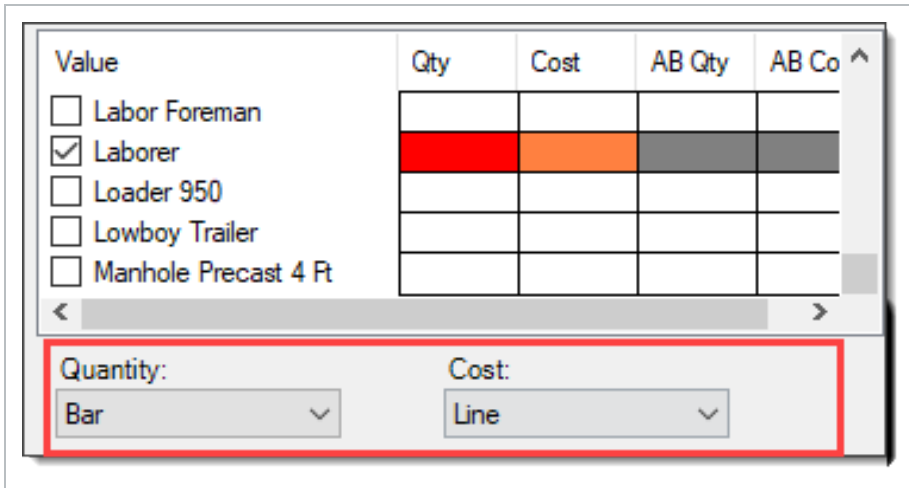 Value Qty Cost AB Qty AB Co
Labor Foreman
Laborer
Loader 950
Lowboy Trailer
Manhole Precast 4 Ft
Quantity: Cost:
Bar Line